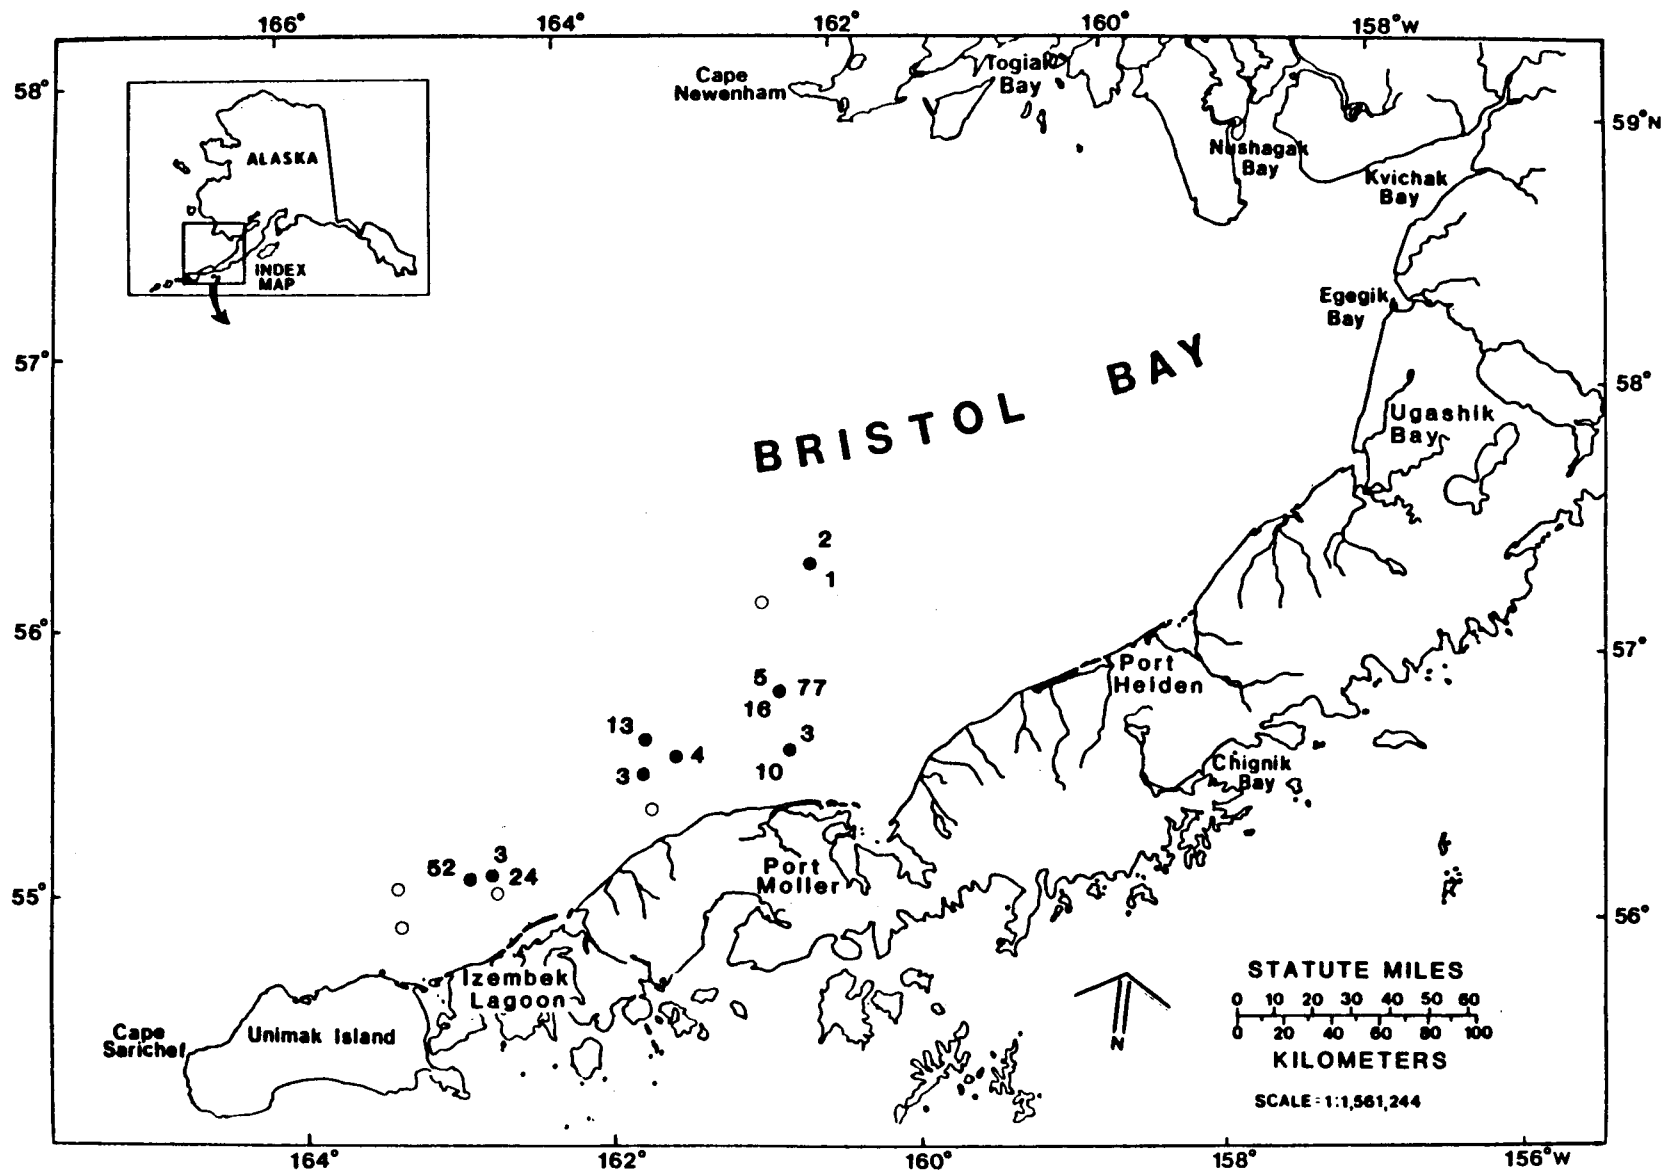 166° 164° 162° 160° 158°W
58°
57°
56°
55°
59°N
58°
57°
56°
164° 162° 160° 158° 156°W
ALASKA
INDEX
MAP
Cape
Newenham
Togiak
Bay
Nushagak
Bay
Kvichak
Bay
Egegik
Bay
Ugashik
Bay
BRISTOL BAY
2
1
5 77
16
13
4
3
3
10
52
3
24
Port
Heiden
Chignik
Bay
Port
Moller
Izembek
Lagoon
Unimak Island
Cape
Sarichef
N
STATUTE MILES
0 10 20 30 40 50 60
0 20 40 60 80 100
KILOMETERS
SCALE=1:1,561,244